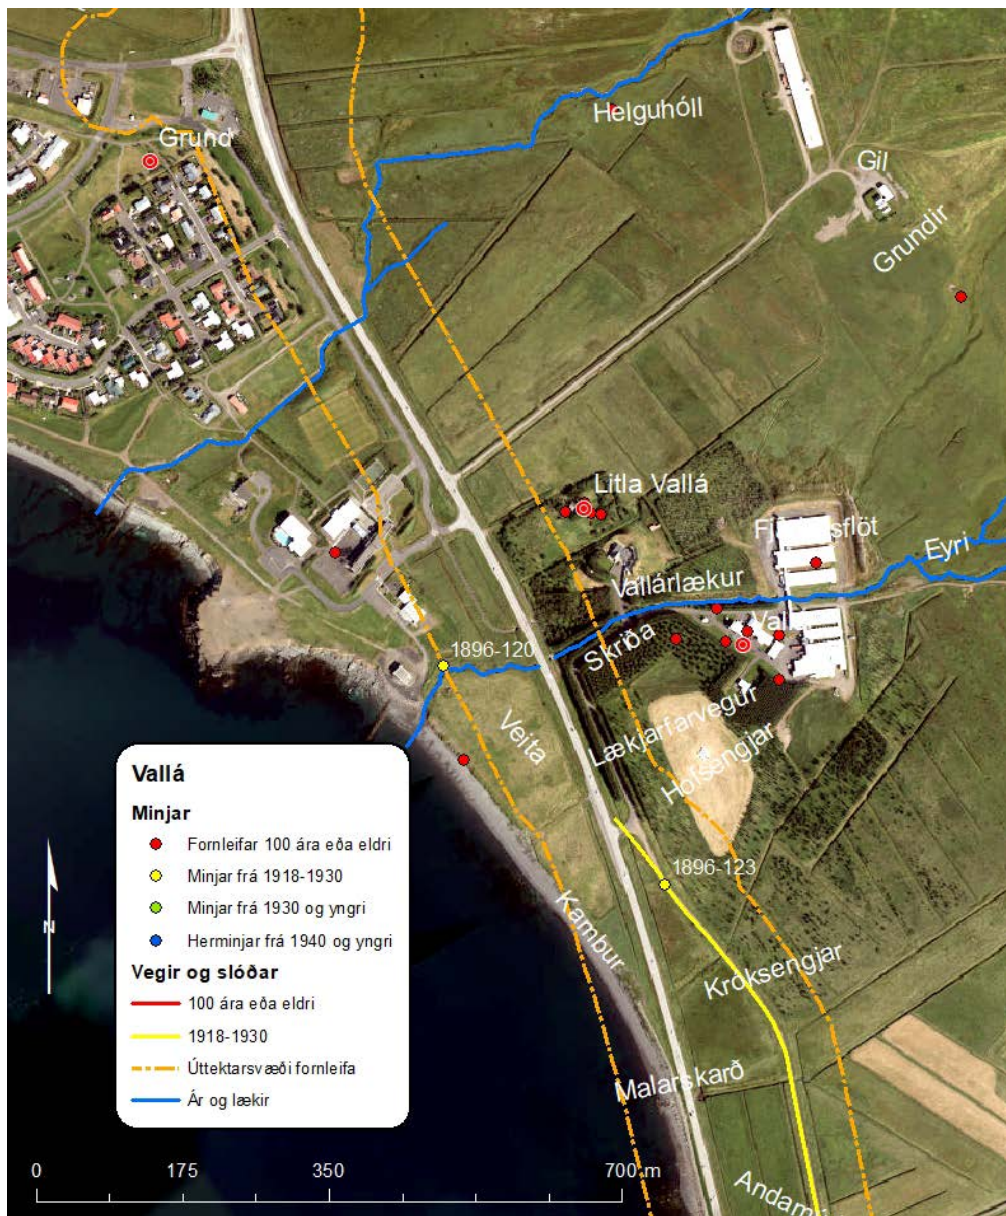 Helguhóll
Grund
Gil
Grundir
Litla Vallá
Eyri
Vallárlækur
Skriða
1896-120
Veita
Lækjarfarvegur
Hofsengjar
Vallá
Minjar
Fornleifar 100 ára eða eldri
Minjar frá 1918-1930
Minjar frá 1930 og yngri
Herminjar frá 1940 og yngri
Vegir og slóðar
100 ára eða eldri
1918-1930
Úttektarsvæði fornleifa
Ár og lækir
N
1896-123
Kambur
Króksengjar
Malarskarð
0 175 350 700 m